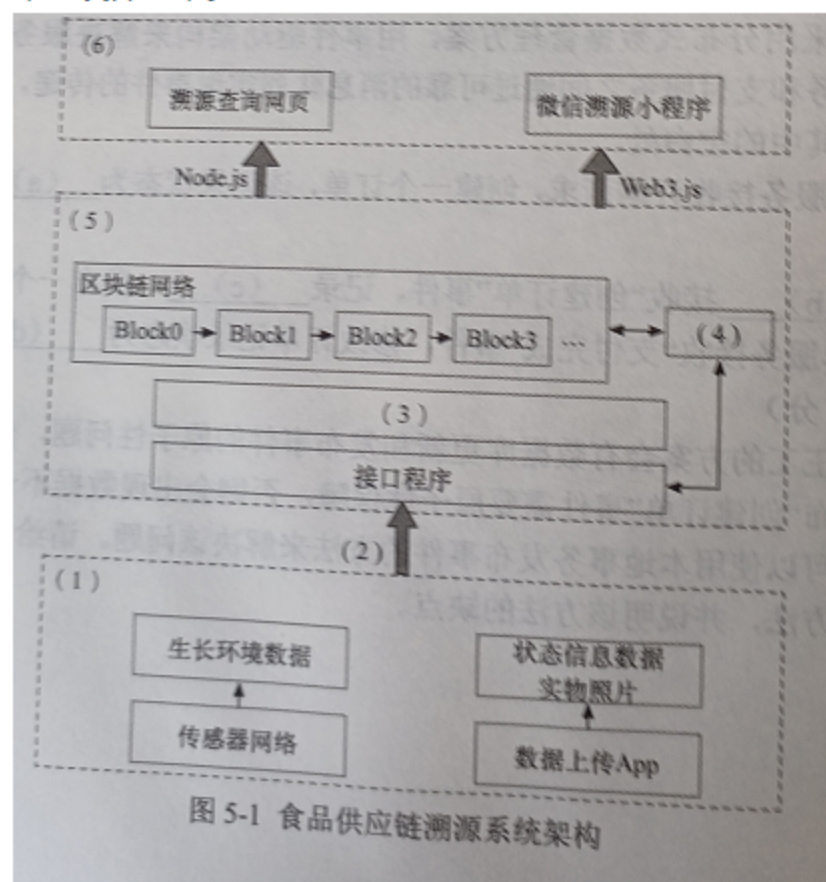 (6)
溯源查询网页
微信溯源小程序
Node.js
Web3.js
(5)
区块链网络
Block0
Block1
Block2
Block3
...
(4)
(3)
接口程序
(2)
(1)
生长环境数据
状态信息数据
实物照片
传感器网络
数据上传App
图 5-1 食品供应链溯源系统架构